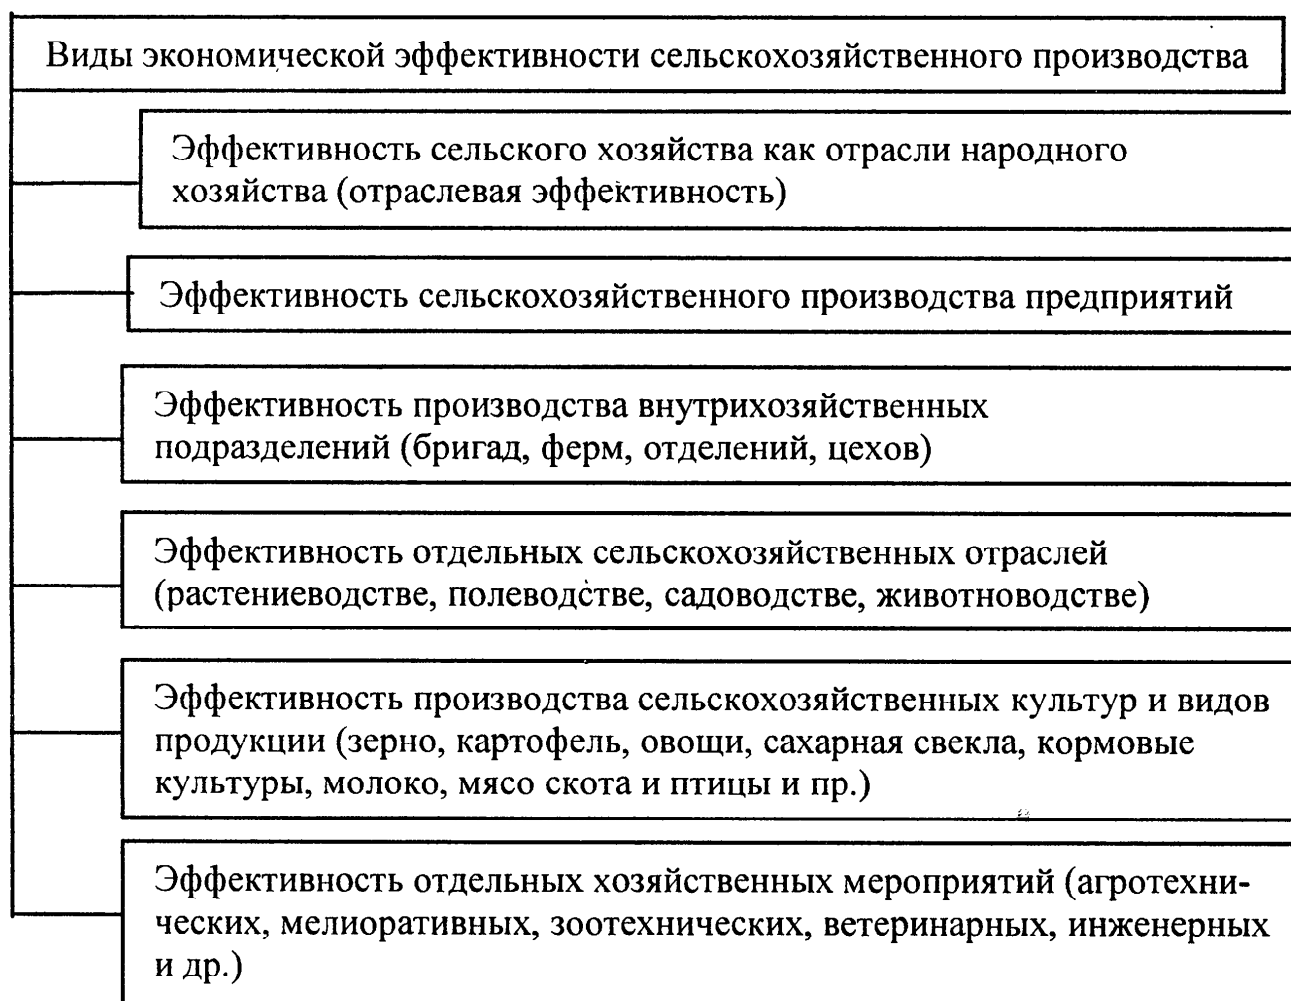 Виды экономической эффективности сельскохозяйственного производства
Эффективность сельского хозяйства как отрасли народного
хозяйства (отраслевая эффективность)
Эффективность сельскохозяйственного производства предприятий
Эффективность производства внутрихозяйственных
подразделений (бригад, ферм, отделений, цехов)
Эффективность отдельных сельскохозяйственных отраслей
(растениеводстве, полеводстве, садоводстве, животноводстве)
Эффективность производства сельскохозяйственных культур и видов
продукции (зерно, картофель, овощи, сахарная свекла, кормовые
культуры, молоко, мясо скота и птицы и пр.)
Эффективность отдельных хозяйственных мероприятий (агротехни-
ческих, мелиоративных, зоотехнических, ветеринарных, инженерных
и др.)